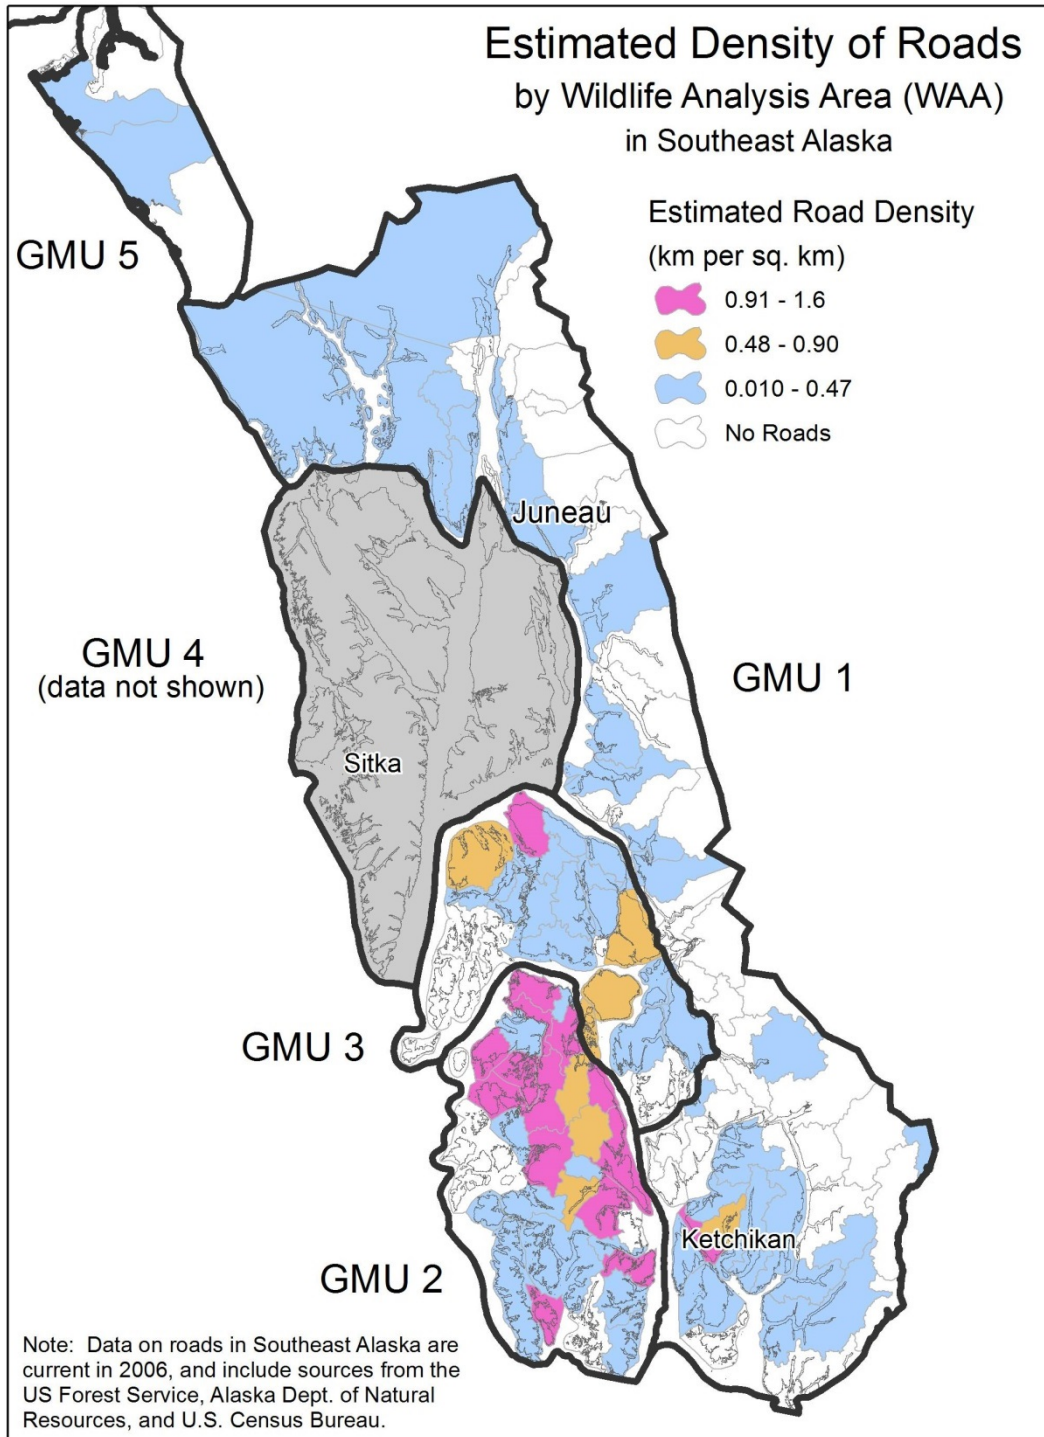 Estimated Density of Roads
by Wildlife Analysis Area (WAA)
in Southeast Alaska
Estimated Road Density
(km per sq. km)
0.91 - 1.6
0.48 - 0.90
0.010 - 0.47
No Roads
GMU 5
Juneau
GMU 4
(data not shown)
GMU 1
Sitka
GMU 3
Ketchikan
GMU 2
Note: Data on roads in Southeast Alaska are
current in 2006, and include sources from the
US Forest Service, Alaska Dept. of Natural
Resources, and U.S. Census Bureau.